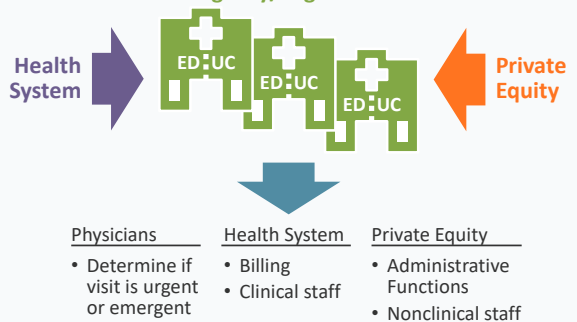 Health
System
ED UC
ED UC
ED UC
Private
Equity
Physicians
• Determine if
visit is urgent
or emergent
Health System
• Billing
• Clinical staff
Private Equity
• Administrative
Functions
• Nonclinical staff